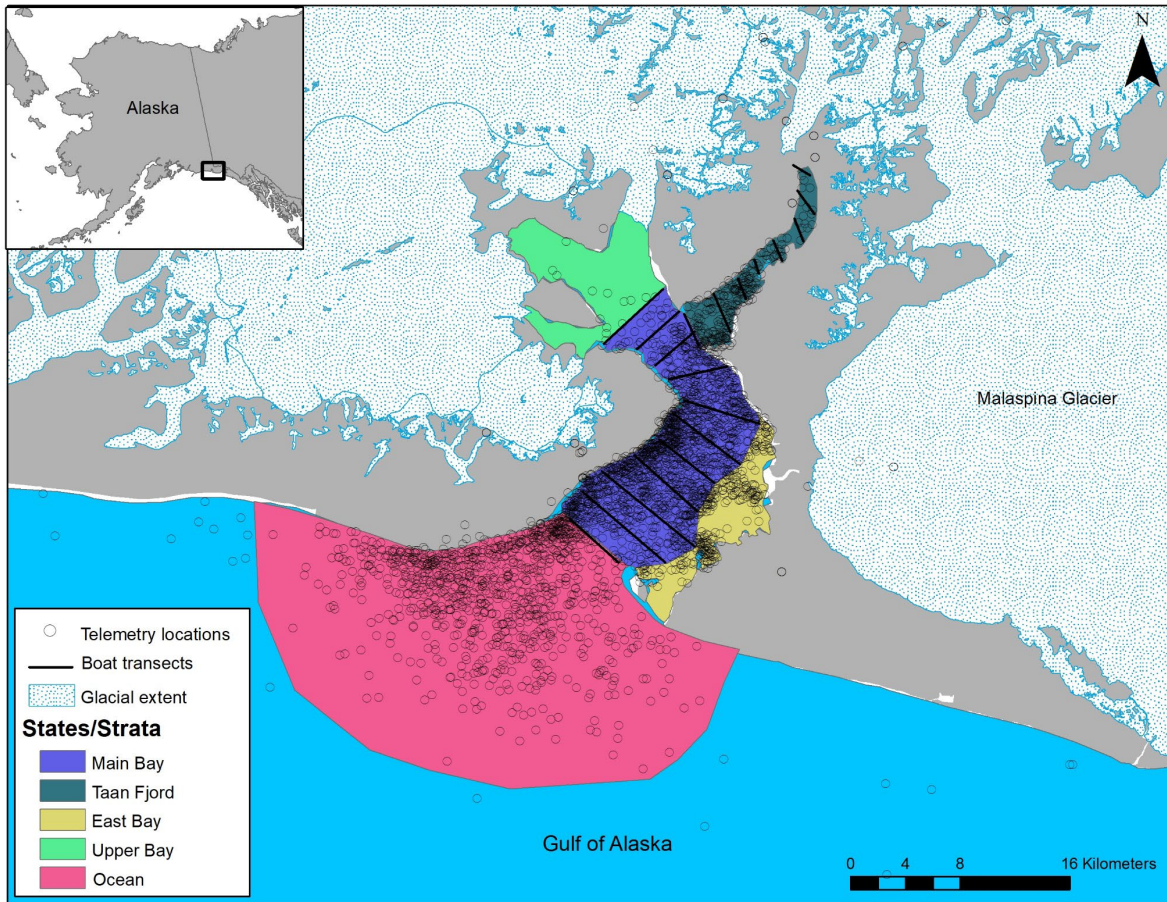 Alaska
N
Malaspina Glacier
Telemetry locations
Boat transects
Glacial extent
States/Strata
Main Bay
Taan Fjord
East Bay
Upper Bay
Ocean
Gulf of Alaska
0 4 8 16 Kilometers